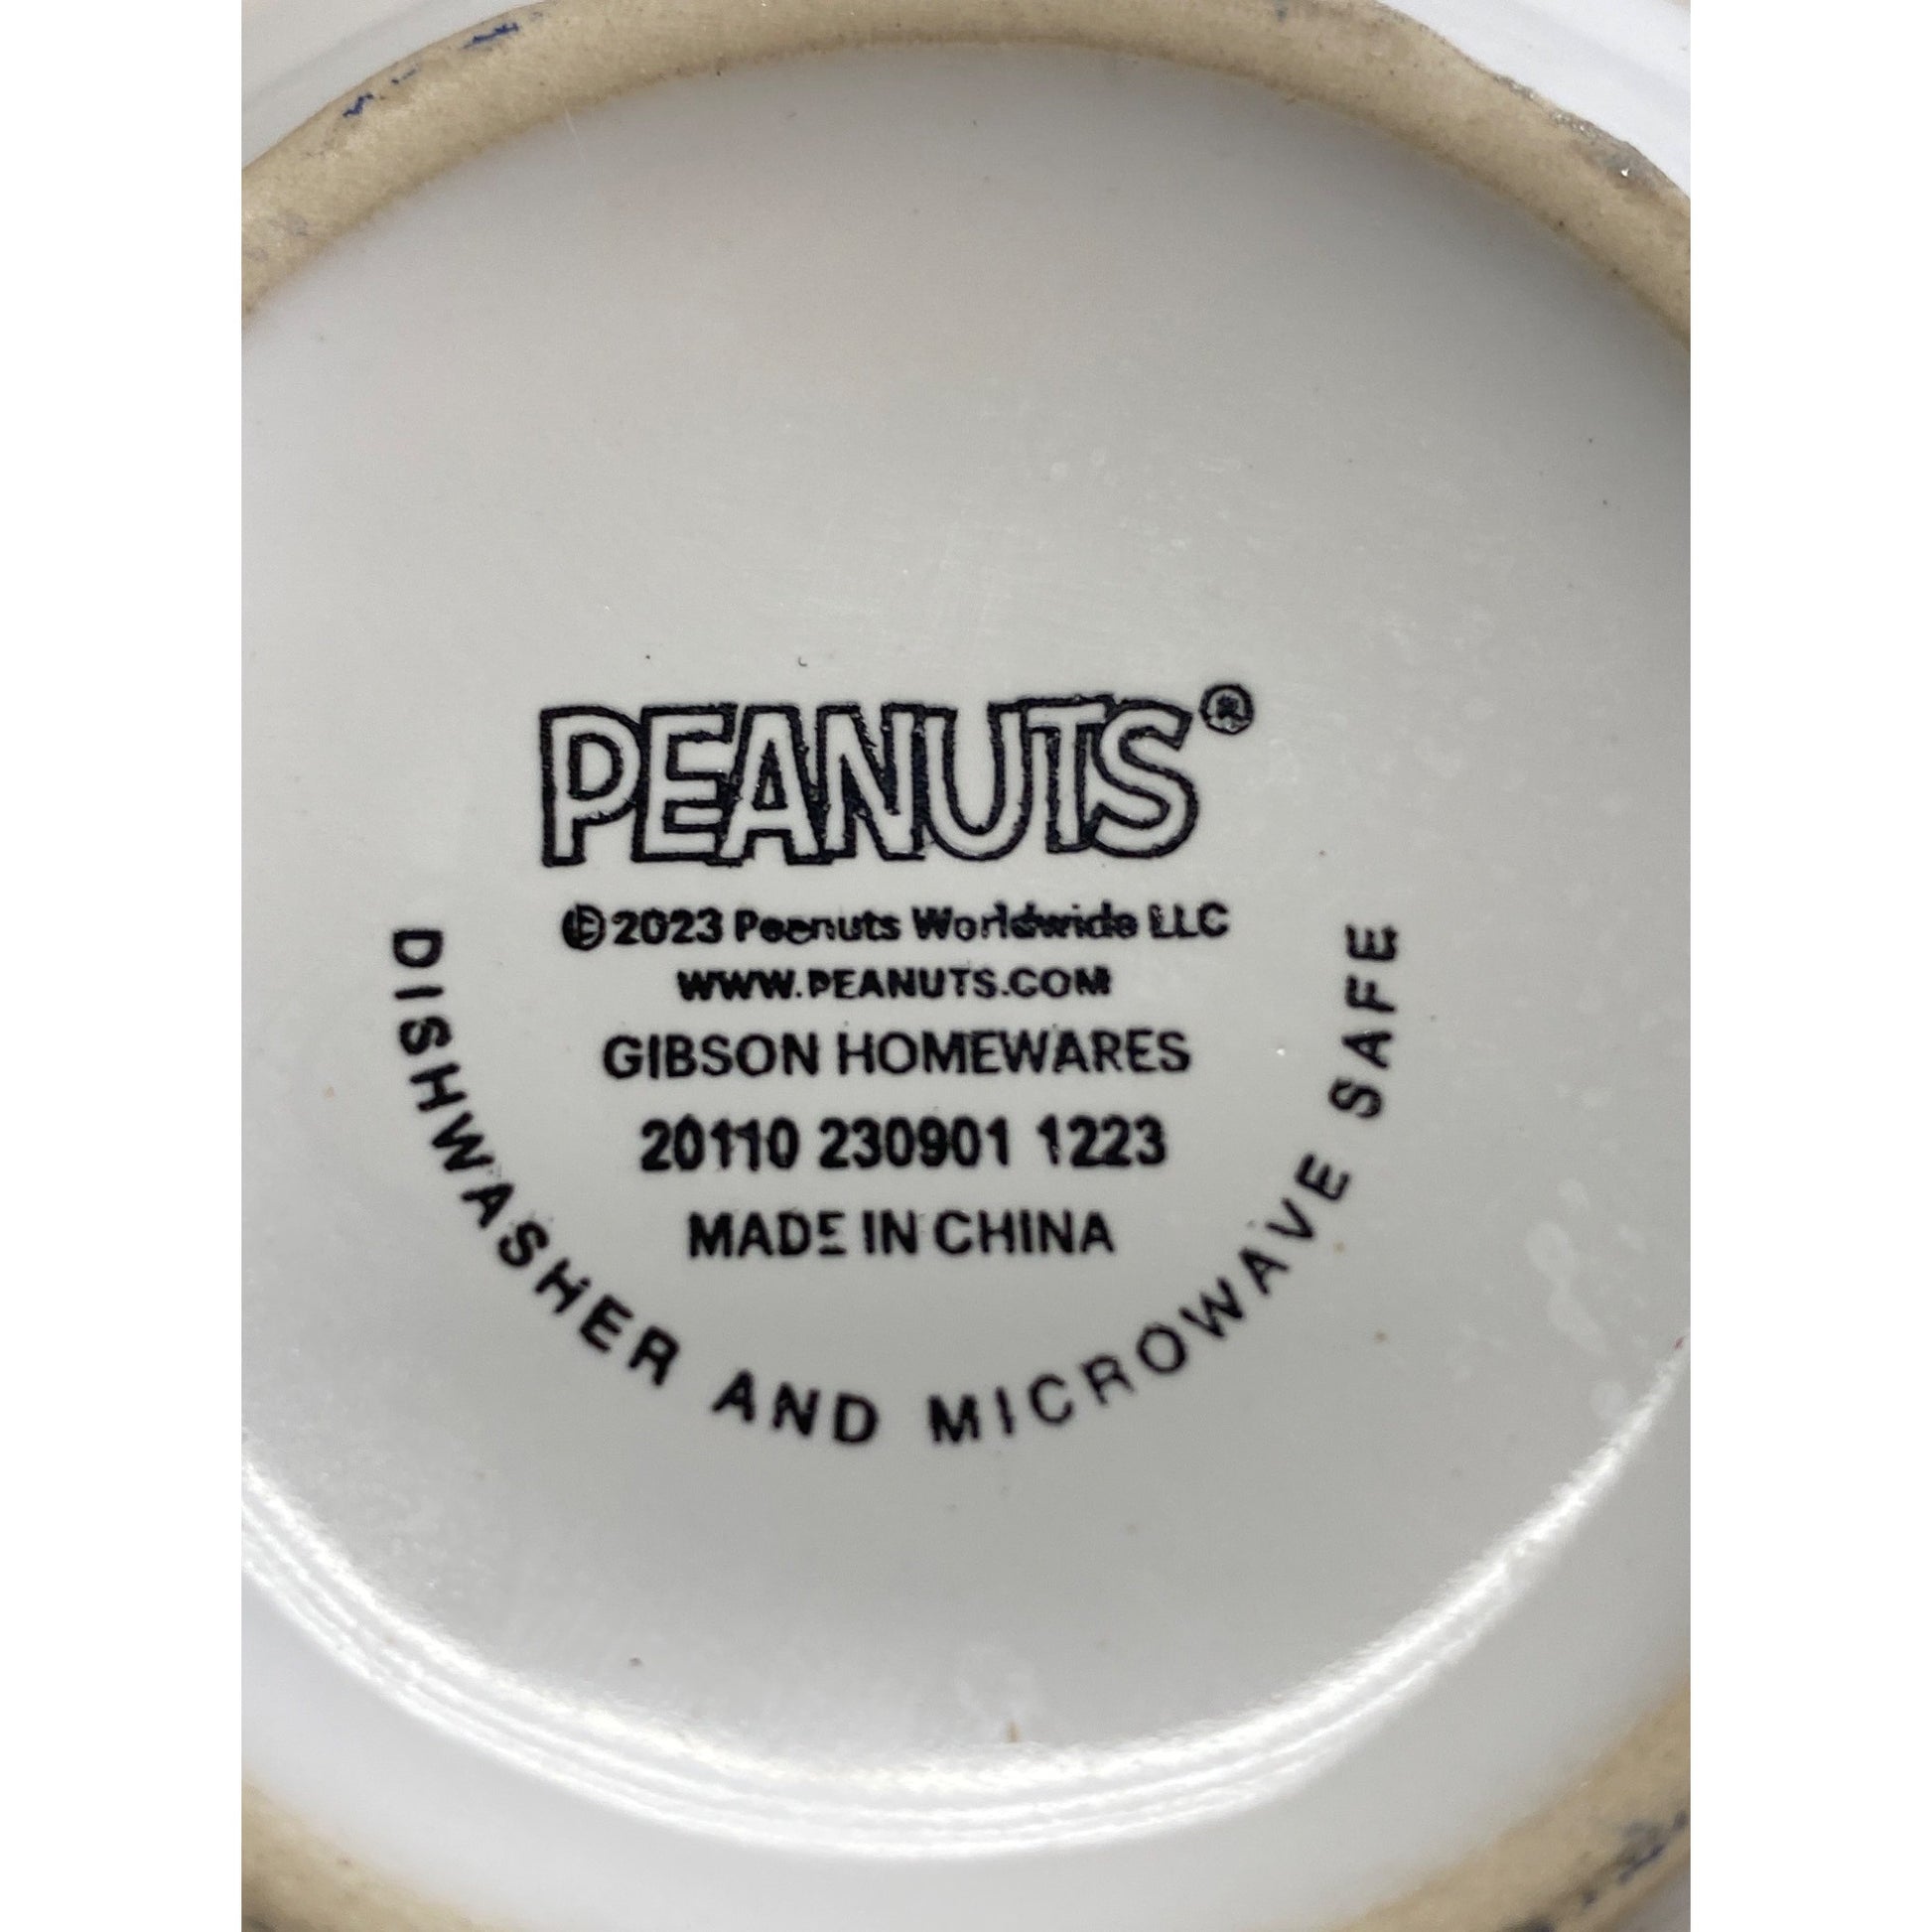 PEANUTS®
©2023 Peanuts Worldwide LLC
WWW.PEANUTS.COM
GIBSON HOMEWARES
20110 230901 1223
MADE IN CHINA
DISHWASHER AND MICROWAVE SAFE